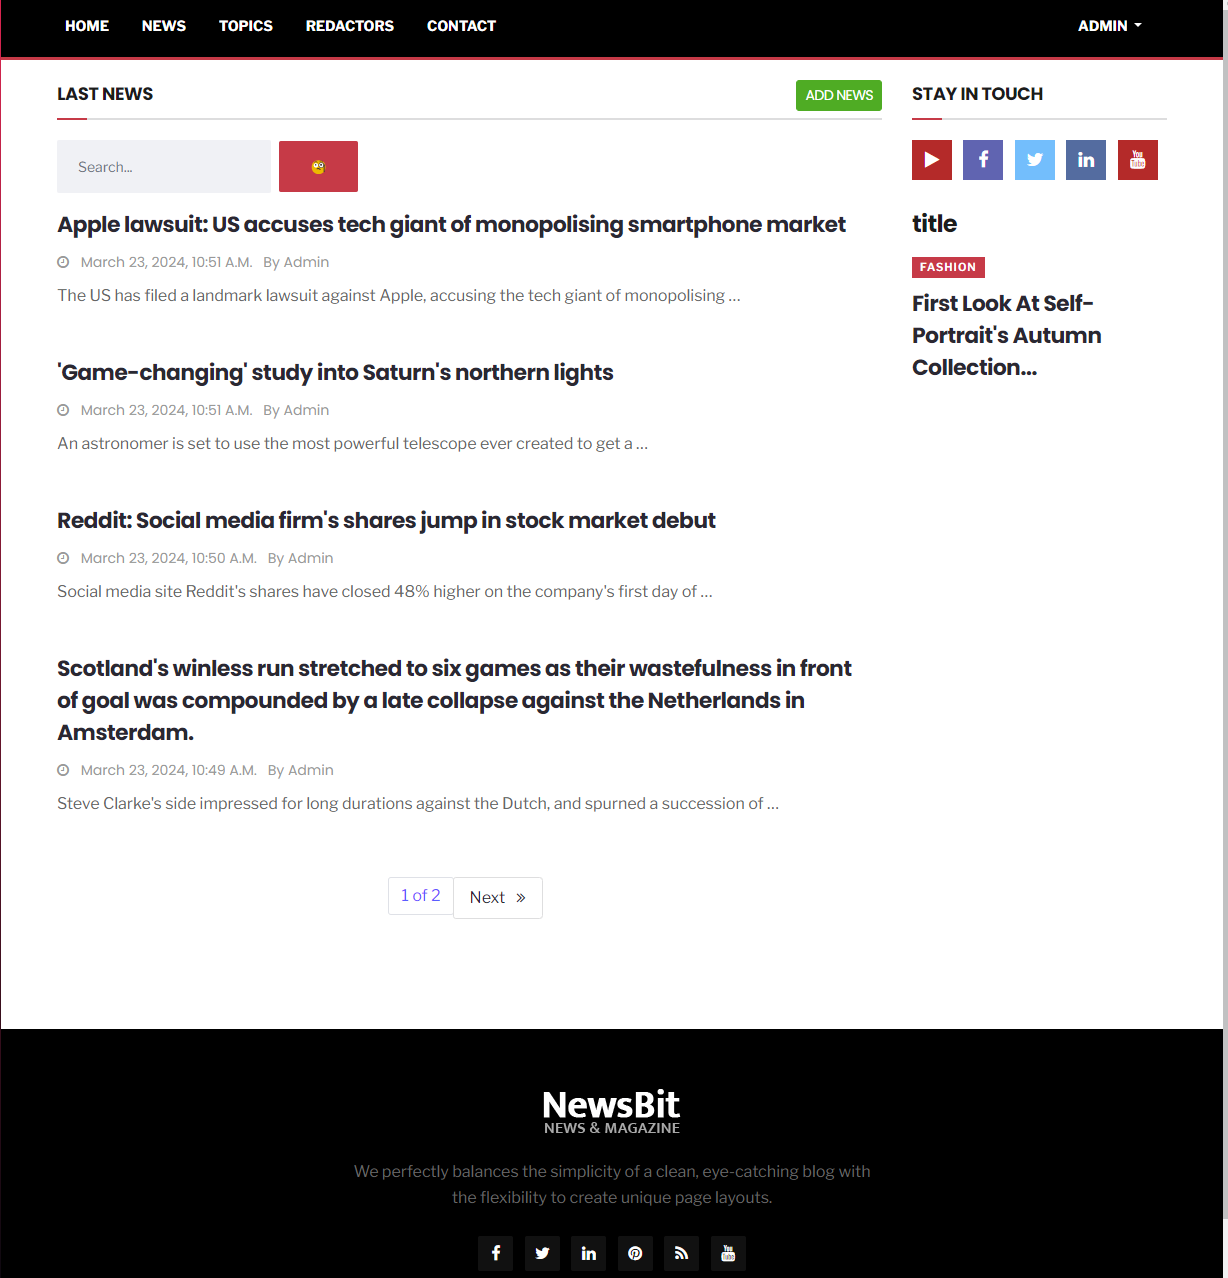 HOME NEWS TOPICS REDACTORS CONTACT ADMIN
LAST NEWS
ADD NEWS
Search...
Apple lawsuit: US accuses tech giant of monopolising smartphone market
March 23, 2024, 10:51 A.M. By Admin
The US has filed a landmark lawsuit against Apple, accusing the tech giant of monopolising ...
'Game-changing' study into Saturn's northern lights
March 23, 2024, 10:51 A.M. By Admin
An astronomer is set to use the most powerful telescope ever created to get a ...
Reddit: Social media firm's shares jump in stock market debut
March 23, 2024, 10:50 A.M. By Admin
Social media site Reddit's shares have closed 48% higher on the company's first day of ...
Scotland's winless run stretched to six games as their wastefulness in front
of goal was compounded by a late collapse against the Netherlands in
Amsterdam.
March 23, 2024, 10:49 A.M. By Admin
Steve Clarke's side impressed for long durations against the Dutch, and spurned a succession of ...
1 of 2 Next »
STAY IN TOUCH
f in You Tube
title
FASHION
First Look At Self-
Portrait's Autumn
Collection...
NewsBit
NEWS & MAGAZINE
We perfectly balances the simplicity of a clean, eye-catching blog with
the flexibility to create unique page layouts.
f in You Tube